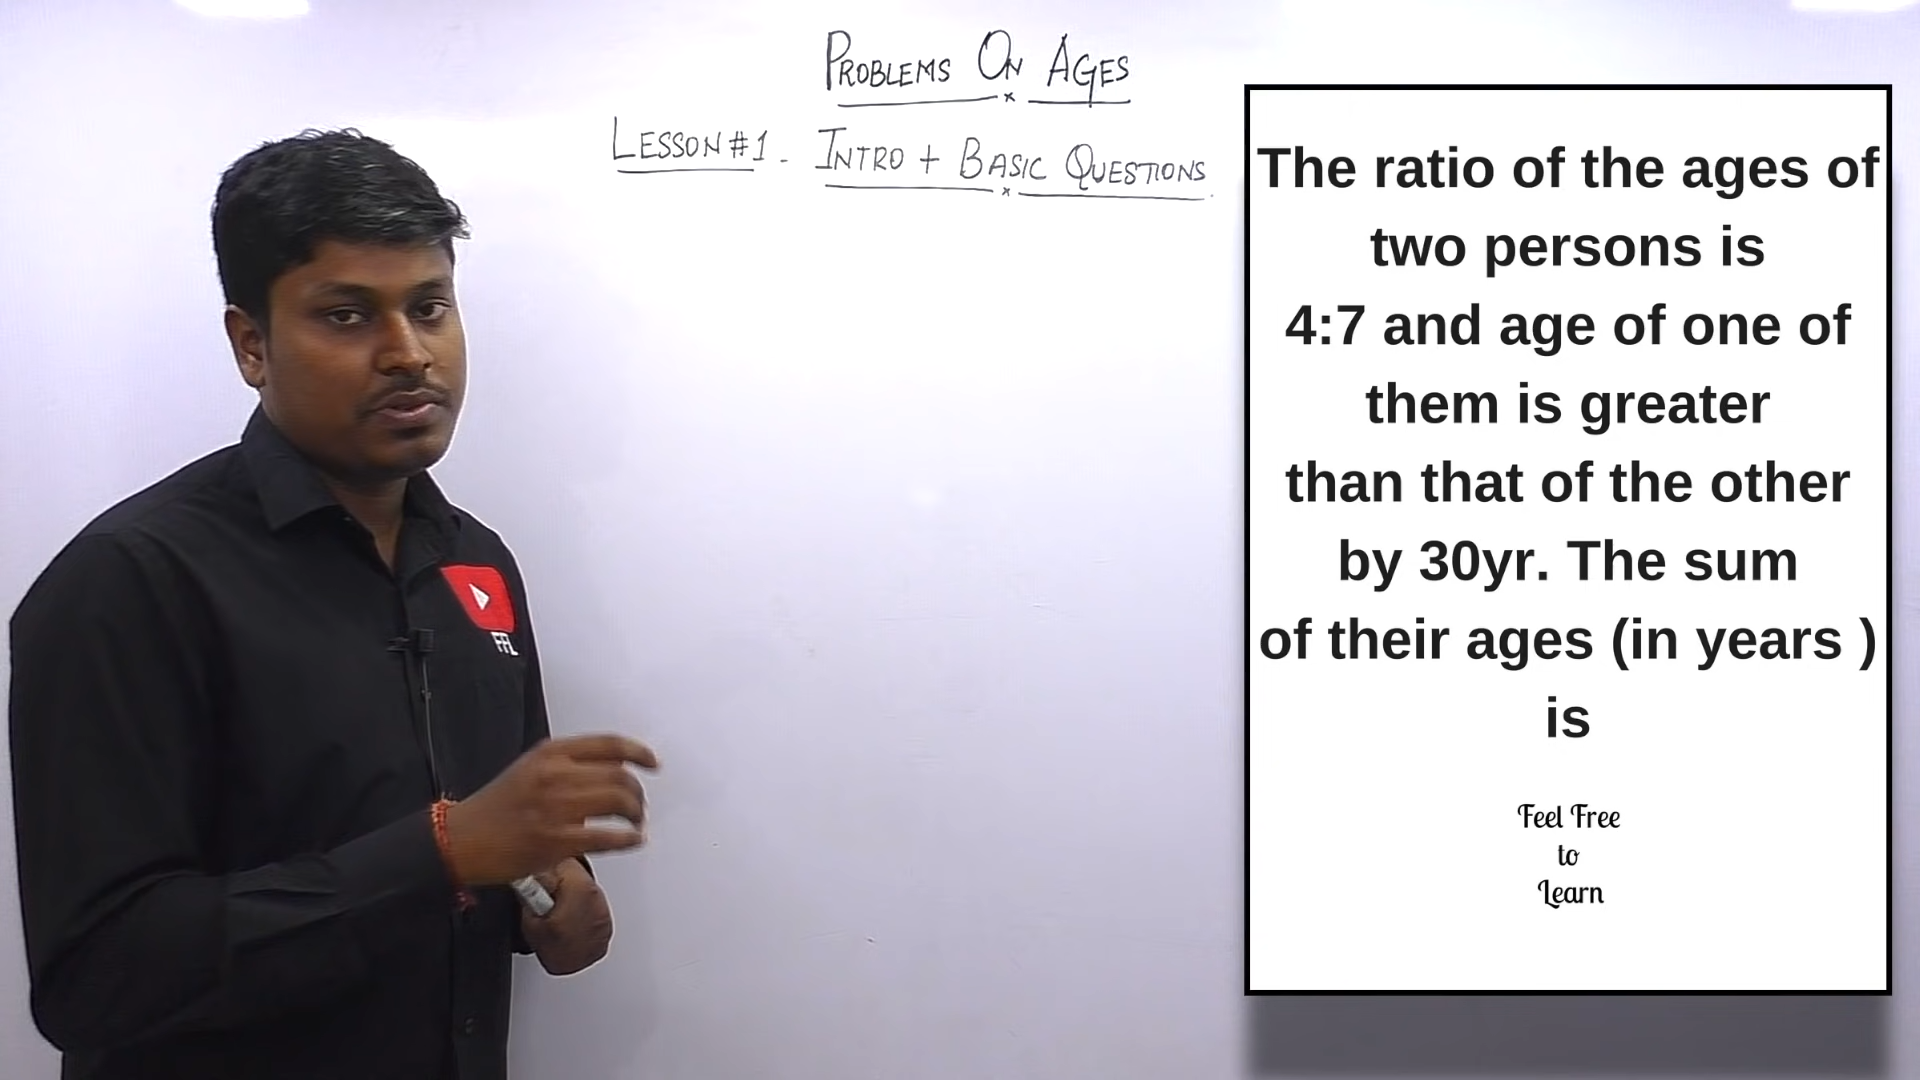 PROBLEMS ON AGES
LESSON #1. INTRO + BASIC QUESTIONS.
The ratio of the ages of
two persons is
4:7 and age of one of
them is greater
than that of the other
by 30yr. The sum
of their ages (in years )
is
Feel Free
to
Learn
FFL